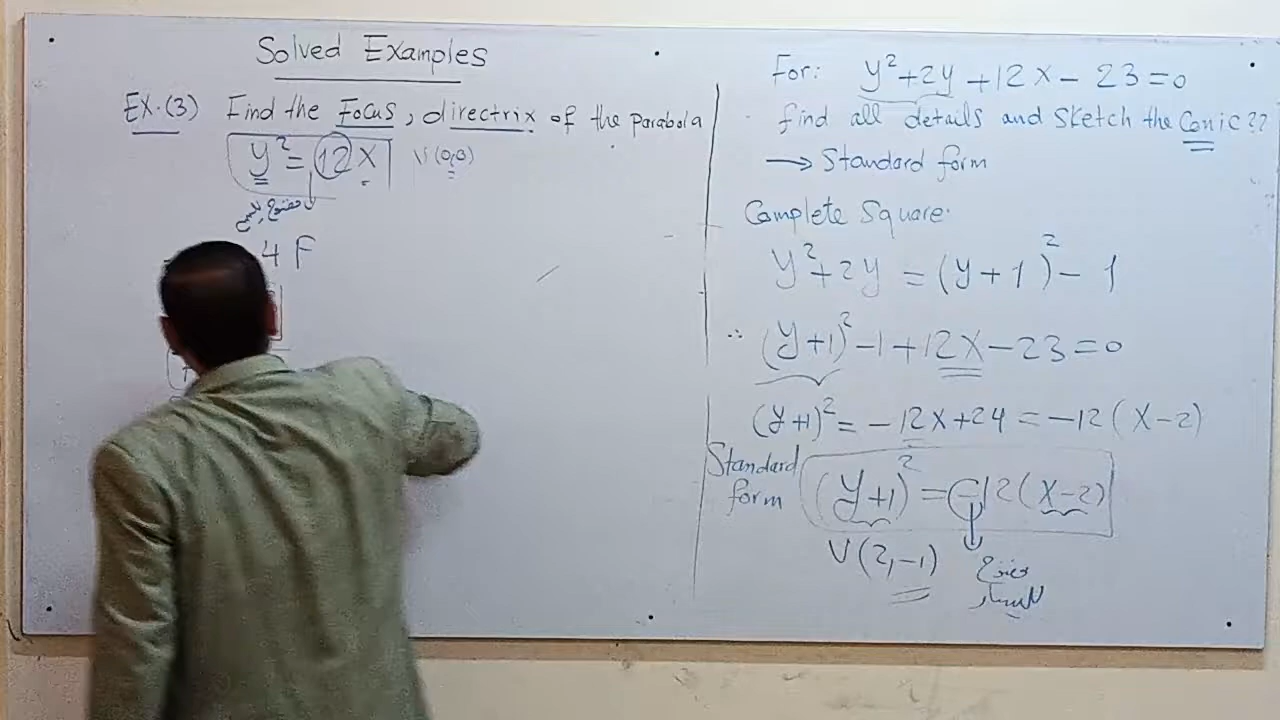 Solved Examples
EX.(3) Find the Focus, directrix of the parabola
y² = 12 x V(0,0)
مفتوح لليمين
4 F
For: y² + 2y + 12x - 23 = 0
find all details and sketch the Conic??
→ Standard form
Complete Square:
y² + 2y = (y+1)² - 1
∴ (y+1)² - 1 + 12x - 23 = 0
(y+1)² = -12x + 24 = -12(x-2)
Standard form (y+1)² = -12(x-2)
V(2,-1)
مفتوح
لليسار